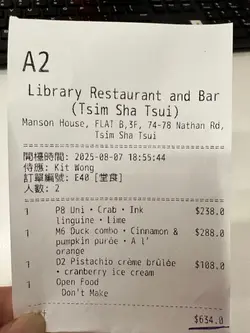 A2
Library Restaurant and Bar
(Tsim Sha Tsui)
Manson House, FLAT B,3F, 74-78 Nathan Rd,
Tsim Sha Tsui
開檯時間: 2025-08-07 18:55:44
侍應: Kit Wong
訂單編號: E40 [堂食]
人數: 2
1 P8 Uni · Crab · Ink $238.0
linguine · Lime
1 M6 Duck combo · Cinnamon & $288.0
pumpkin purée · A l'
orange
1 D2 Pistachio crème brûlée $108.0
· cranberry ice cream
1 Open Food
Don't Make
$634.0